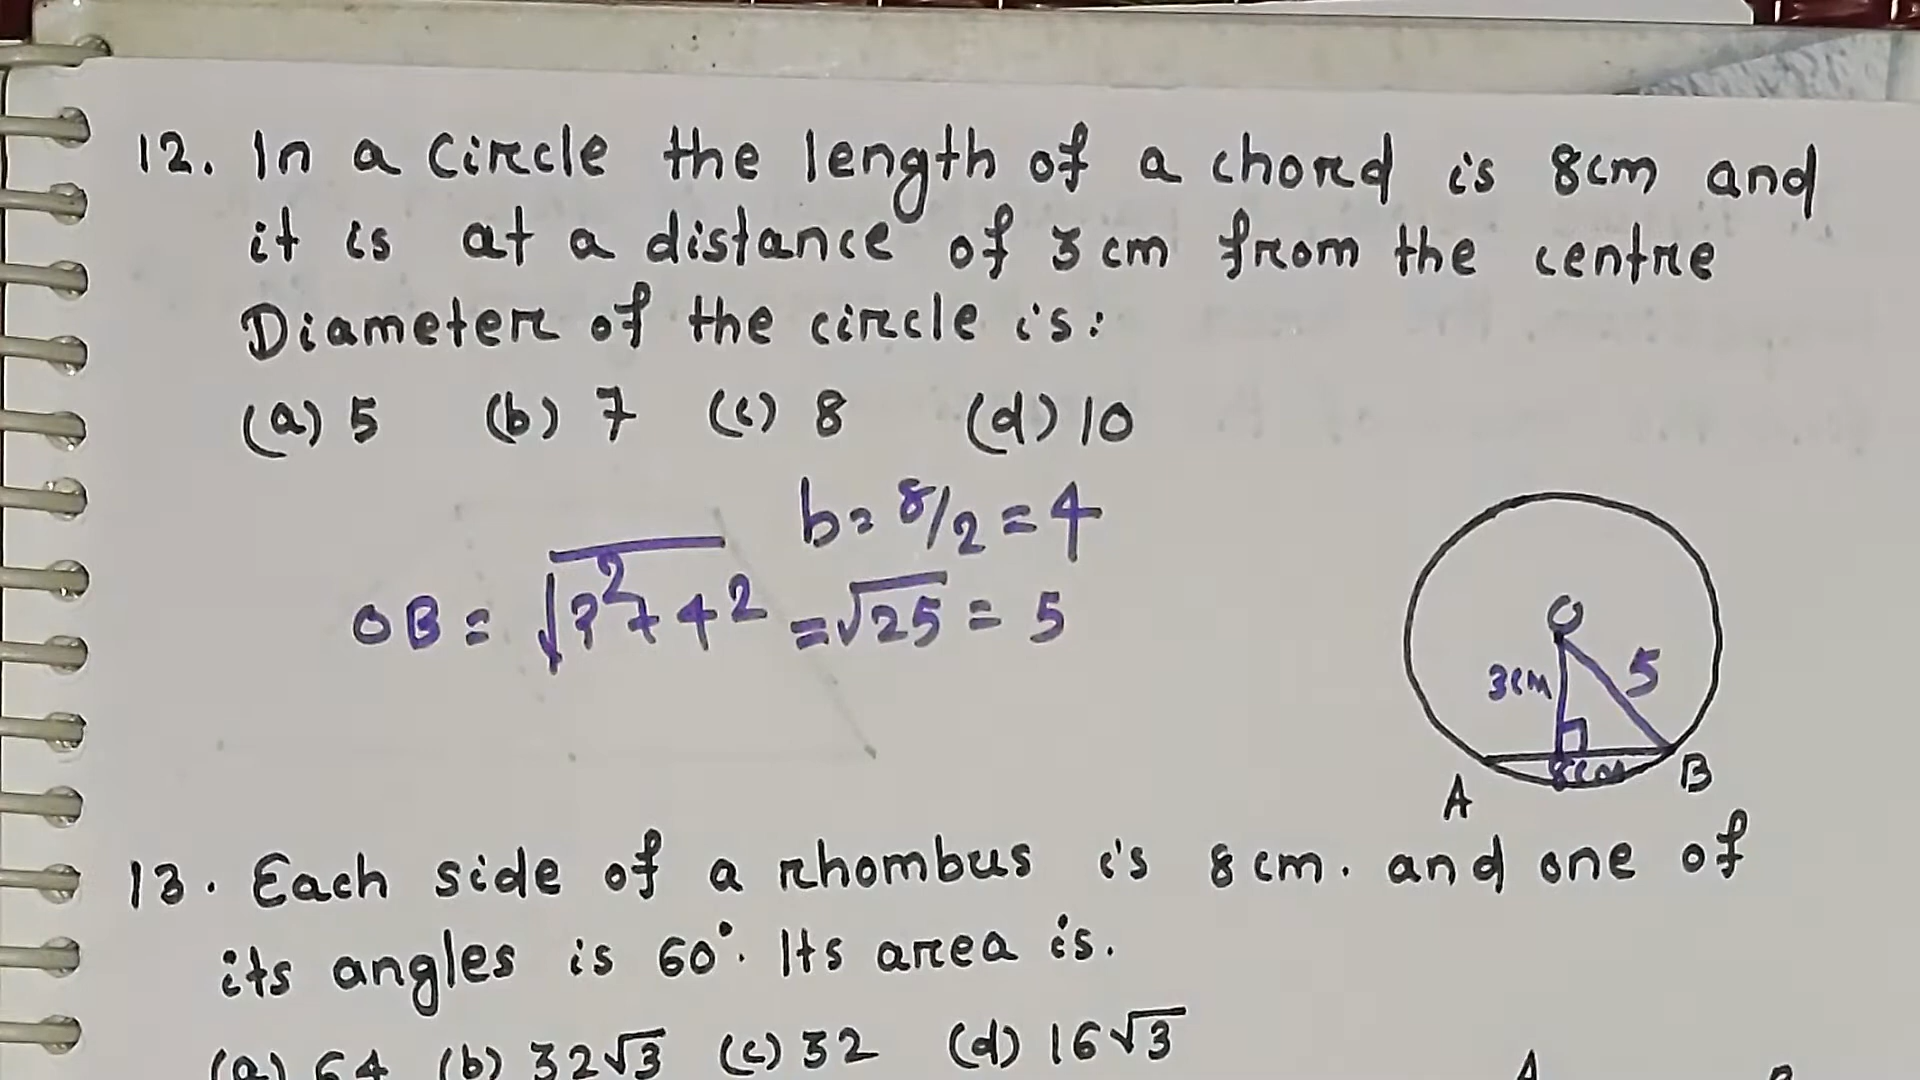 12. In a circle the length of a chord is 8cm and
it is at a distance of 3 cm from the centre
Diameter of the circle is:
(a) 5 (b) 7 (c) 8 (d) 10
b = 8/2 = 4
OB = √3²+4² = √25 = 5
O
3cm 5
8cm
A B
13. Each side of a rhombus is 8 cm. and one of
its angles is 60°. Its area is.
(a) 64 (b) 32√3 (c) 32 (d) 16√3
A